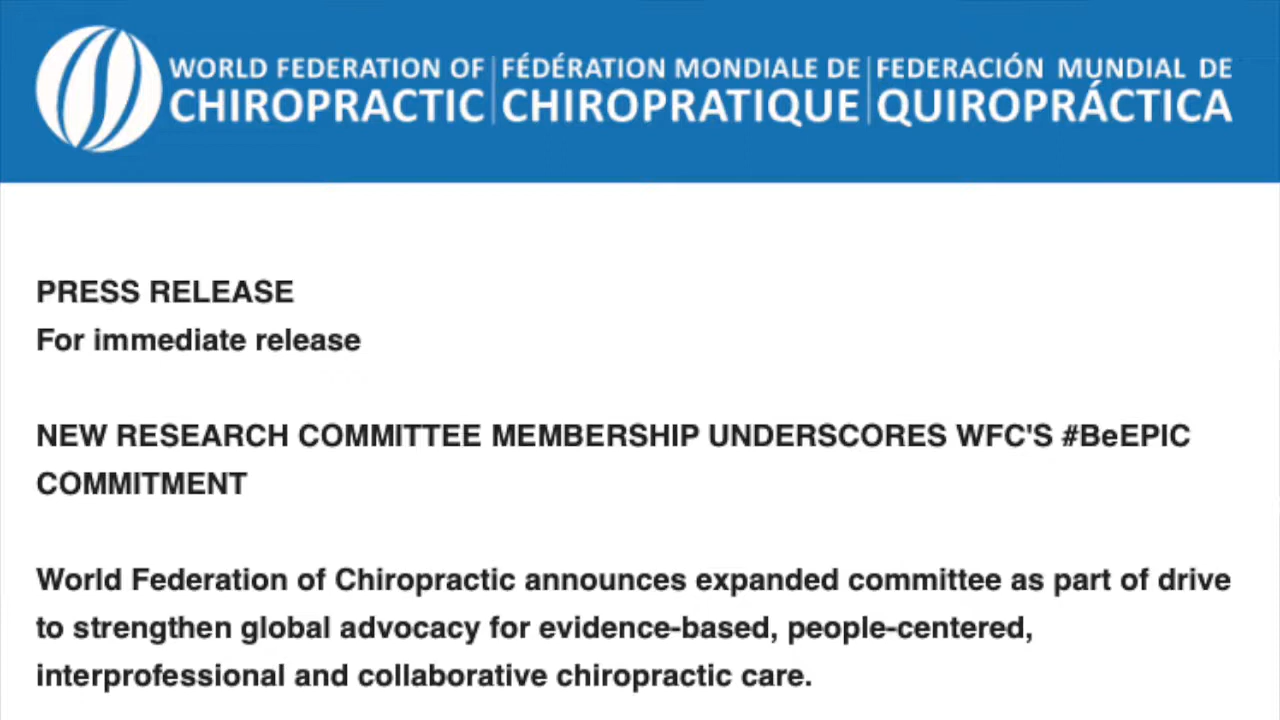 WORLD FEDERATION OF
CHIROPRACTIC
FÉDÉRATION MONDIALE DE
CHIROPRATIQUE
FEDERACIÓN MUNDIAL DE
QUIROPRÁCTICA
PRESS RELEASE
For immediate release
NEW RESEARCH COMMITTEE MEMBERSHIP UNDERSCORES WFC'S #BeEPIC
COMMITMENT
World Federation of Chiropractic announces expanded committee as part of drive
to strengthen global advocacy for evidence-based, people-centered,
interprofessional and collaborative chiropractic care.